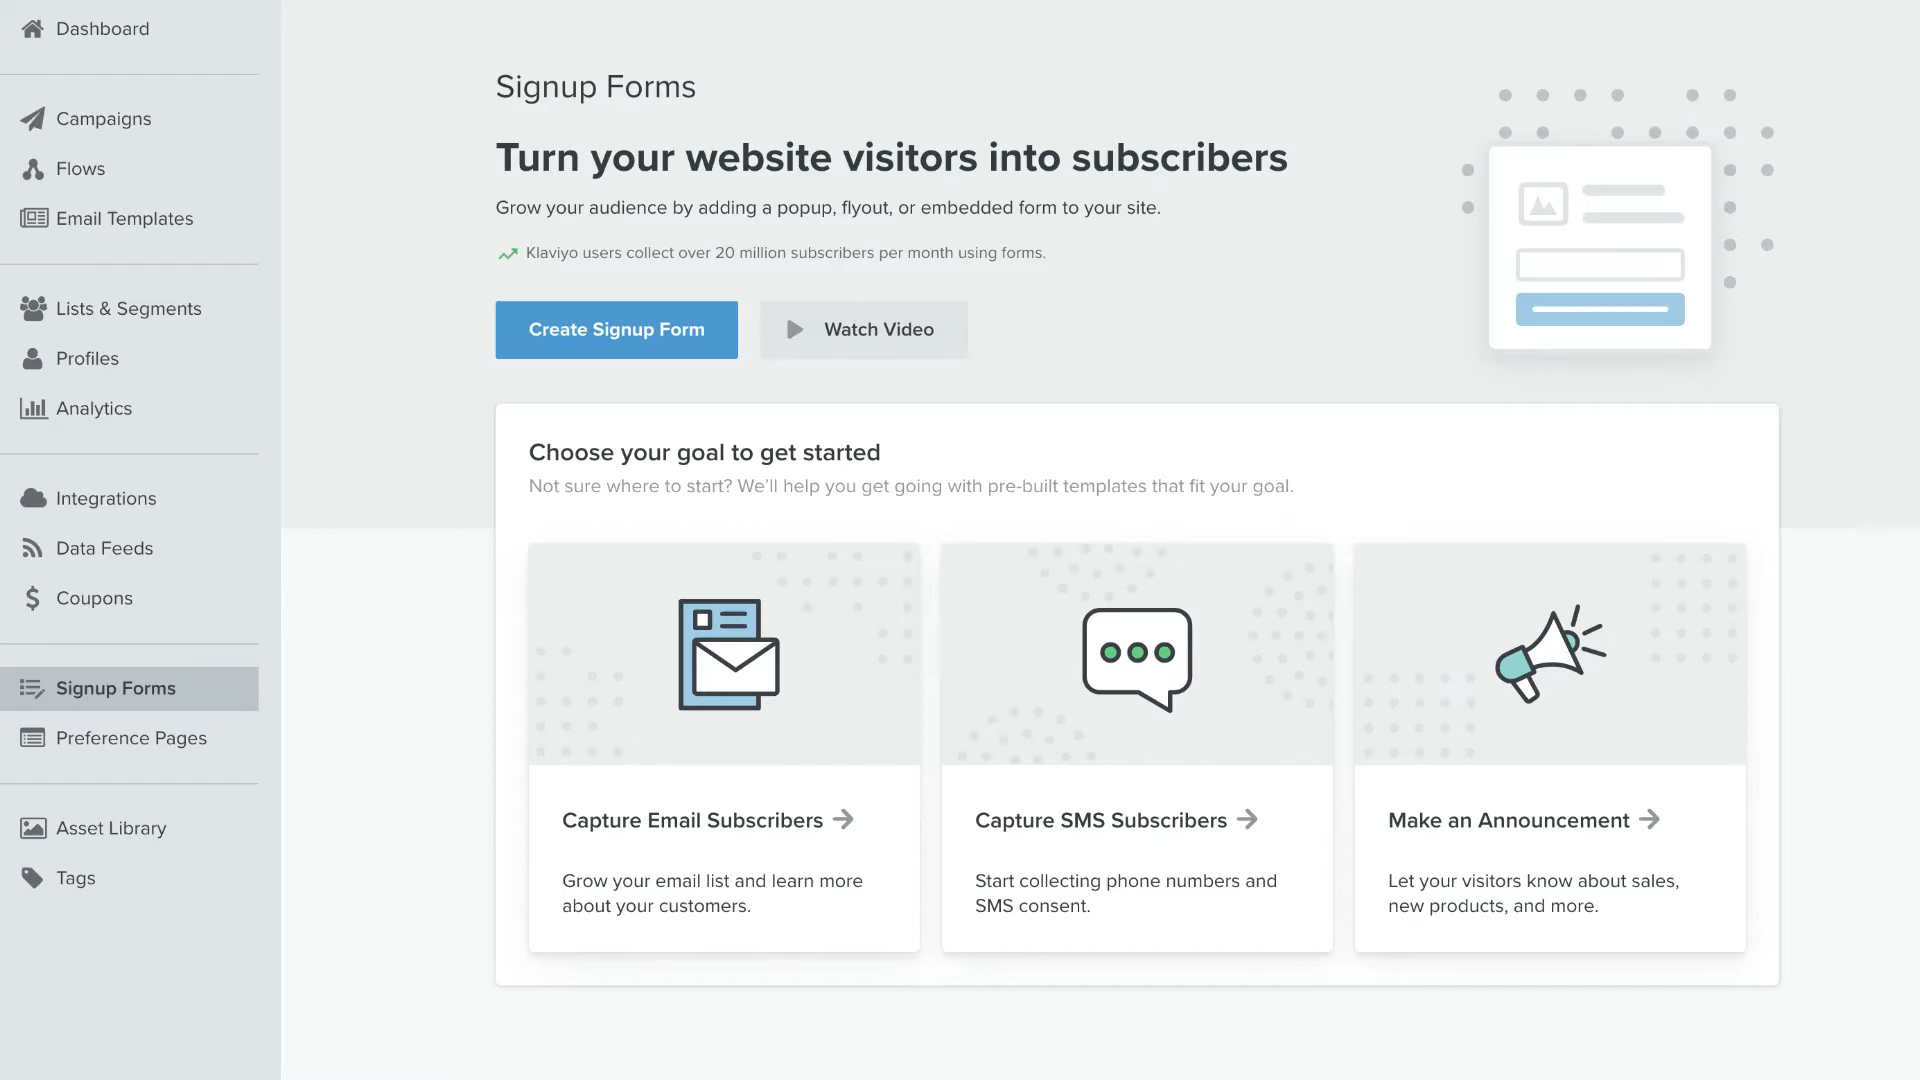 Dashboard
Campaigns
Flows
Email Templates
Lists & Segments
Profiles
Analytics
Integrations
Data Feeds
Coupons
Signup Forms
Preference Pages
Asset Library
Tags
Signup Forms
Turn your website visitors into subscribers
Grow your audience by adding a popup, flyout, or embedded form to your site.
Klaviyo users collect over 20 million subscribers per month using forms.
Create Signup Form
Watch Video
Choose your goal to get started
Not sure where to start? We’ll help you get going with pre-built templates that fit your goal.
Capture Email Subscribers
Grow your email list and learn more
about your customers.
Capture SMS Subscribers
Start collecting phone numbers and
SMS consent.
Make an Announcement
Let your visitors know about sales,
new products, and more.